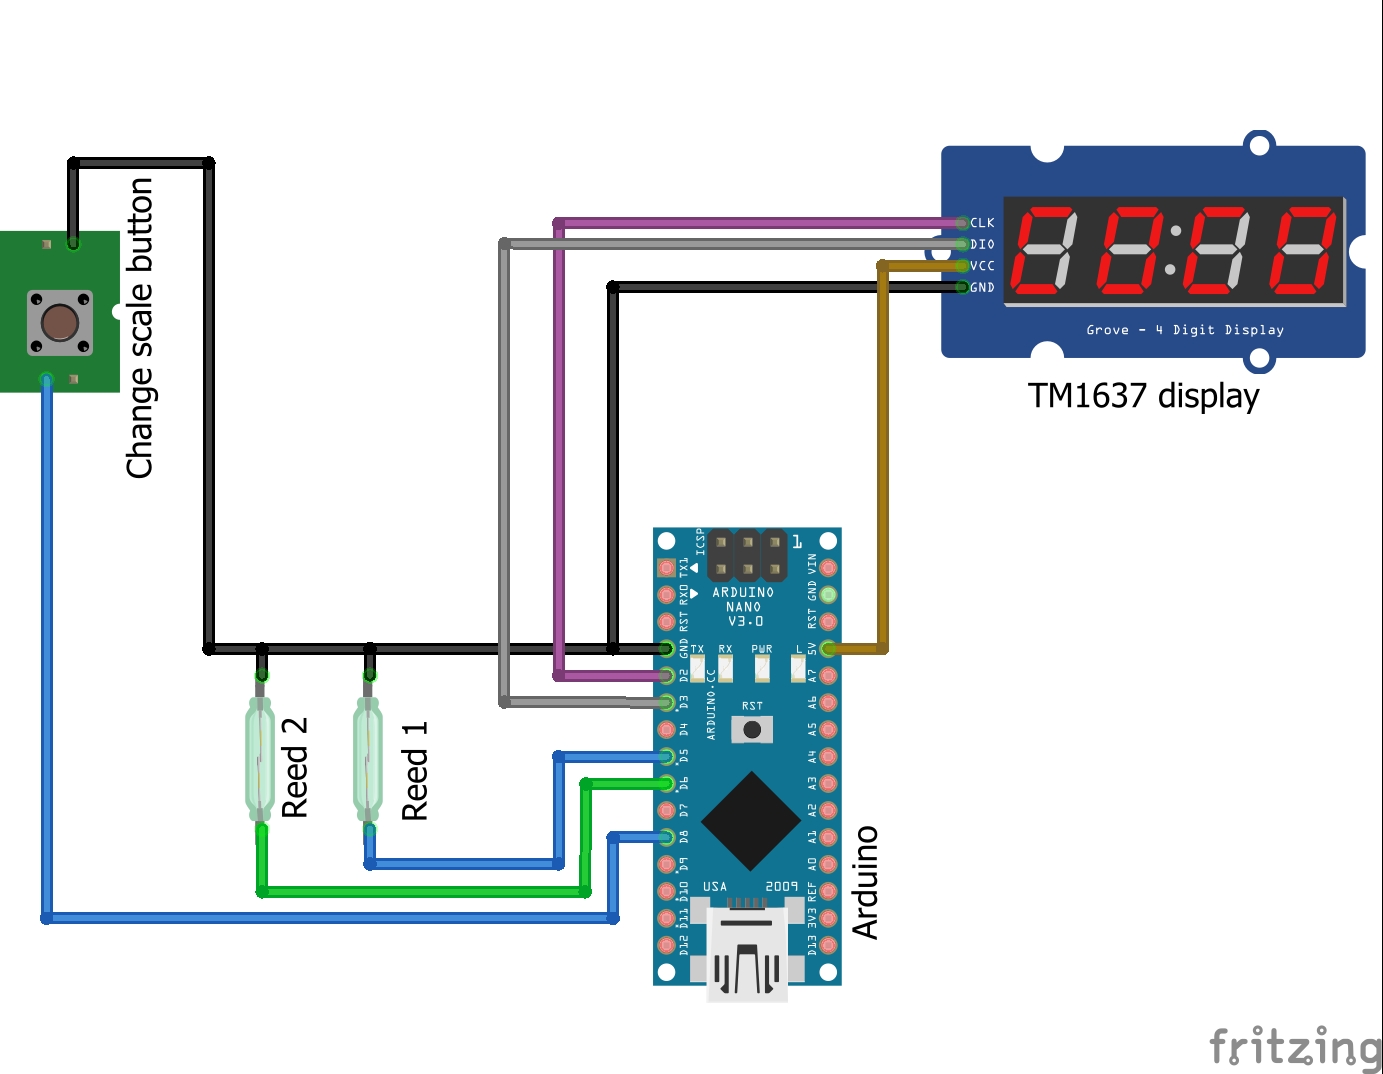 Change scale button
CLK
DIO
VCC
GND
Grove - 4 Digit Display
TM1637 display
ICSP
1
TX1
RX0
RST
GND
D2
D3
D4
D5
D6
D7
D8
D9
D10
D11
D12
VIN
GND
RST
5V
A7
A6
A5
A4
A3
A2
A1
A0
REF
3V3
D13
ARDUINO
NANO
V3.0
TX RX PWR L
ARDUINO.CC
RST
USA 2009
Reed 2
Reed 1
Arduino
fritzing